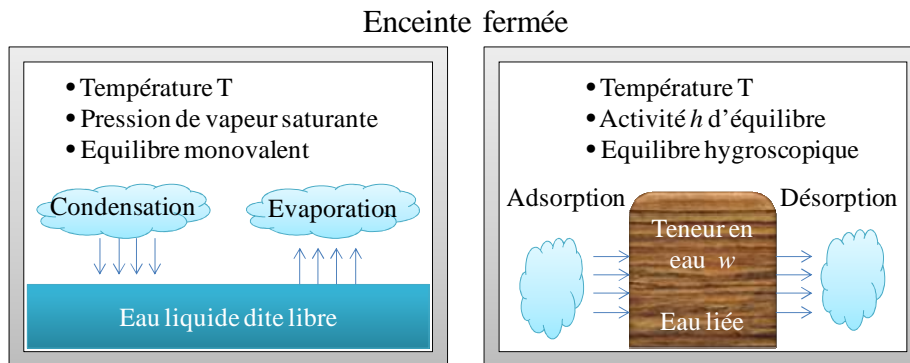 Enceinte fermée
• Température T
• Pression de vapeur saturante
• Equilibre monovalent
Condensation
Evaporation
Eau liquide dite libre
• Température T
• Activité h d’équilibre
• Equilibre hygroscopique
Adsorption
Désorption
Teneur en
eau w
Eau liée